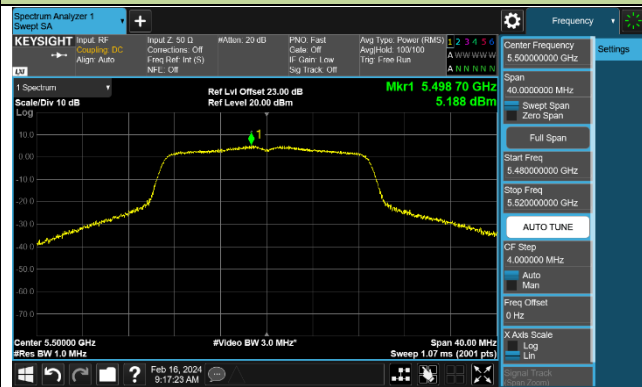 Spectrum Analyzer 1
Swept SA
+
Frequency
KEYSIGHT
Input: RF
Coupling: DC
Align: Auto
Input Z: 50 Ω
Corrections: Off
Freq Ref: Int (S)
NFE: Off
#Atten: 20 dB
PNO: Fast
Gate: Off
IF Gain: Low
Sig Track: Off
Avg Type: Power (RMS)
Avg|Hold: 100/100
Trig: Free Run
1 2 3 4 5 6
A W W W W W
A N N N N N
LXI
1 Spectrum
Scale/Div 10 dB
Log
Ref Lvl Offset 23.00 dB
Ref Level 20.00 dBm
Mkr1 5.498 70 GHz
5.188 dBm
1
10.0
0.00
-10.0
-20.0
-30.0
-40.0
-50.0
-60.0
-70.0
Center 5.50000 GHz
#Res BW 1.0 MHz
#Video BW 3.0 MHz*
Span 40.00 MHz
Sweep 1.07 ms (2001 pts)
Center Frequency
5.500000000 GHz
Settings
Span
40.0000000 MHz
Swept Span
Zero Span
Full Span
Start Freq
5.480000000 GHz
Stop Freq
5.520000000 GHz
AUTO TUNE
CF Step
4.000000 MHz
Auto
Man
Freq Offset
0 Hz
X Axis Scale
Log
Lin
Signal Track
(Span Zoom)
?
Feb 16, 2024
9:17:23 AM